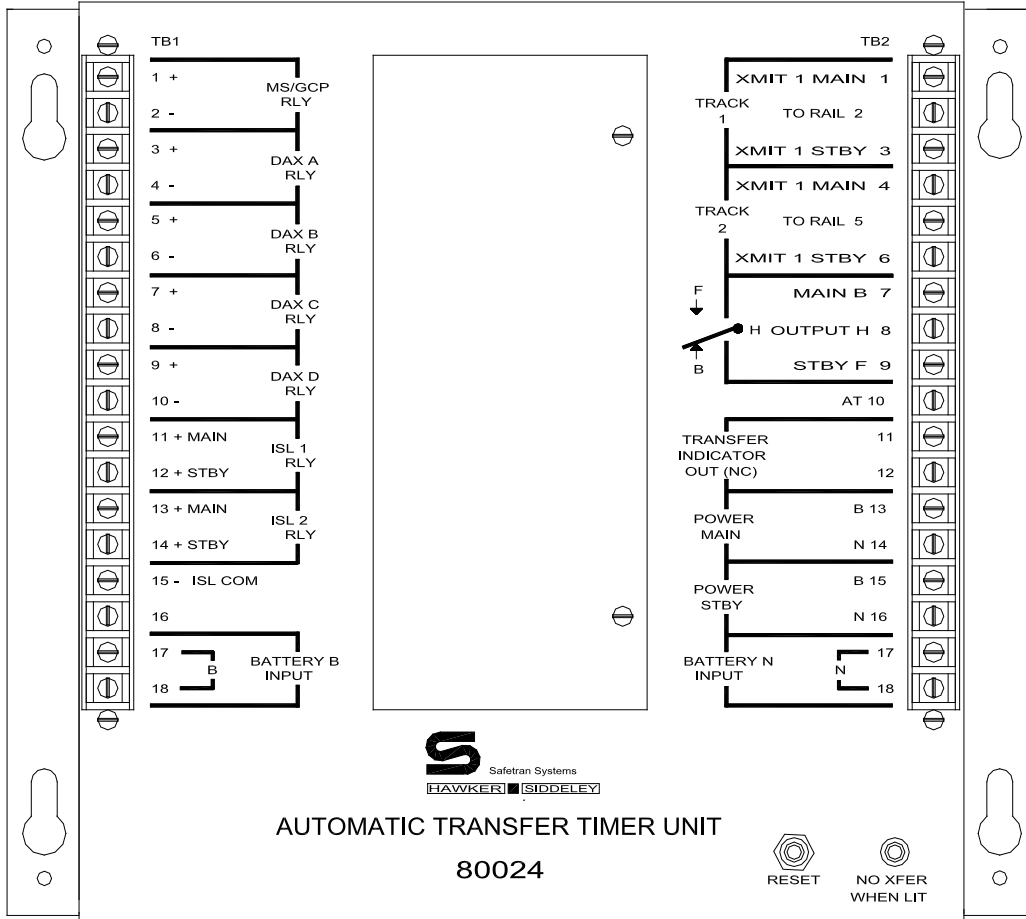 TB1
1 +
MS/GCP
RLY
2 -
3 +
DAX A
RLY
4 -
5 +
DAX B
RLY
6 -
7 +
DAX C
RLY
8 -
9 +
DAX D
RLY
10 -
11 + MAIN
ISL 1
RLY
12 + STBY
13 + MAIN
ISL 2
RLY
14 + STBY
15 - ISL COM
16
17
B
BATTERY B
INPUT
18
TB2
XMIT 1 MAIN 1
TRACK
1
TO RAIL 2
XMIT 1 STBY 3
XMIT 1 MAIN 4
TRACK
2
TO RAIL 5
XMIT 1 STBY 6
MAIN B 7
F
H OUTPUT H 8
B
STBY F 9
AT 10
TRANSFER
INDICATOR
OUT (NC)
11
12
POWER
MAIN
B 13
N 14
POWER
STBY
B 15
N 16
BATTERY N
INPUT
17
N
18
S
Safetran Systems
HAWKER SIDDELEY
AUTOMATIC TRANSFER TIMER UNIT
80024
RESET
NO XFER
WHEN LIT